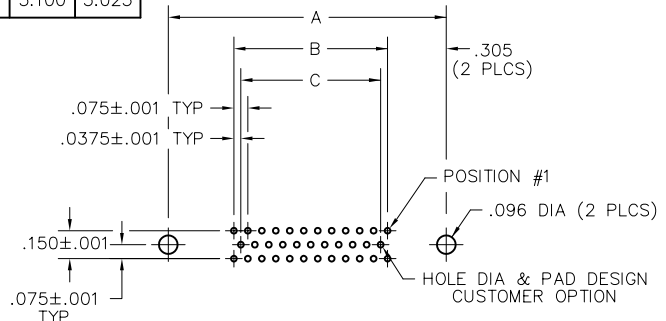 3.100 3.025
A
B
C
.305
(2 PLCS)
.075±.001 TYP
.0375±.001 TYP
POSITION #1
.096 DIA (2 PLCS)
.150±.001
HOLE DIA & PAD DESIGN
CUSTOMER OPTION
.075±.001
TYP